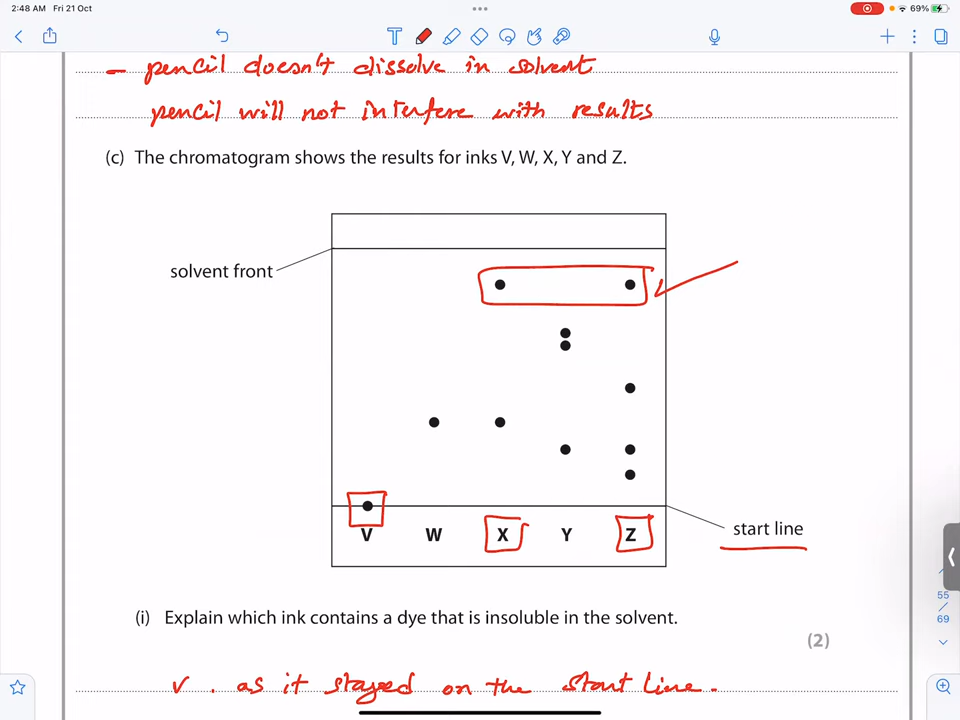 2:48 AM Fri 21 Oct
69%
- pencil doesn't dissolve in solvent
pencil will not interfere with results
(c) The chromatogram shows the results for inks V, W, X, Y and Z.
solvent front
V W X Y Z
start line
(i) Explain which ink contains a dye that is insoluble in the solvent.
(2)
V . as it stayed on the start line.
55
/
69